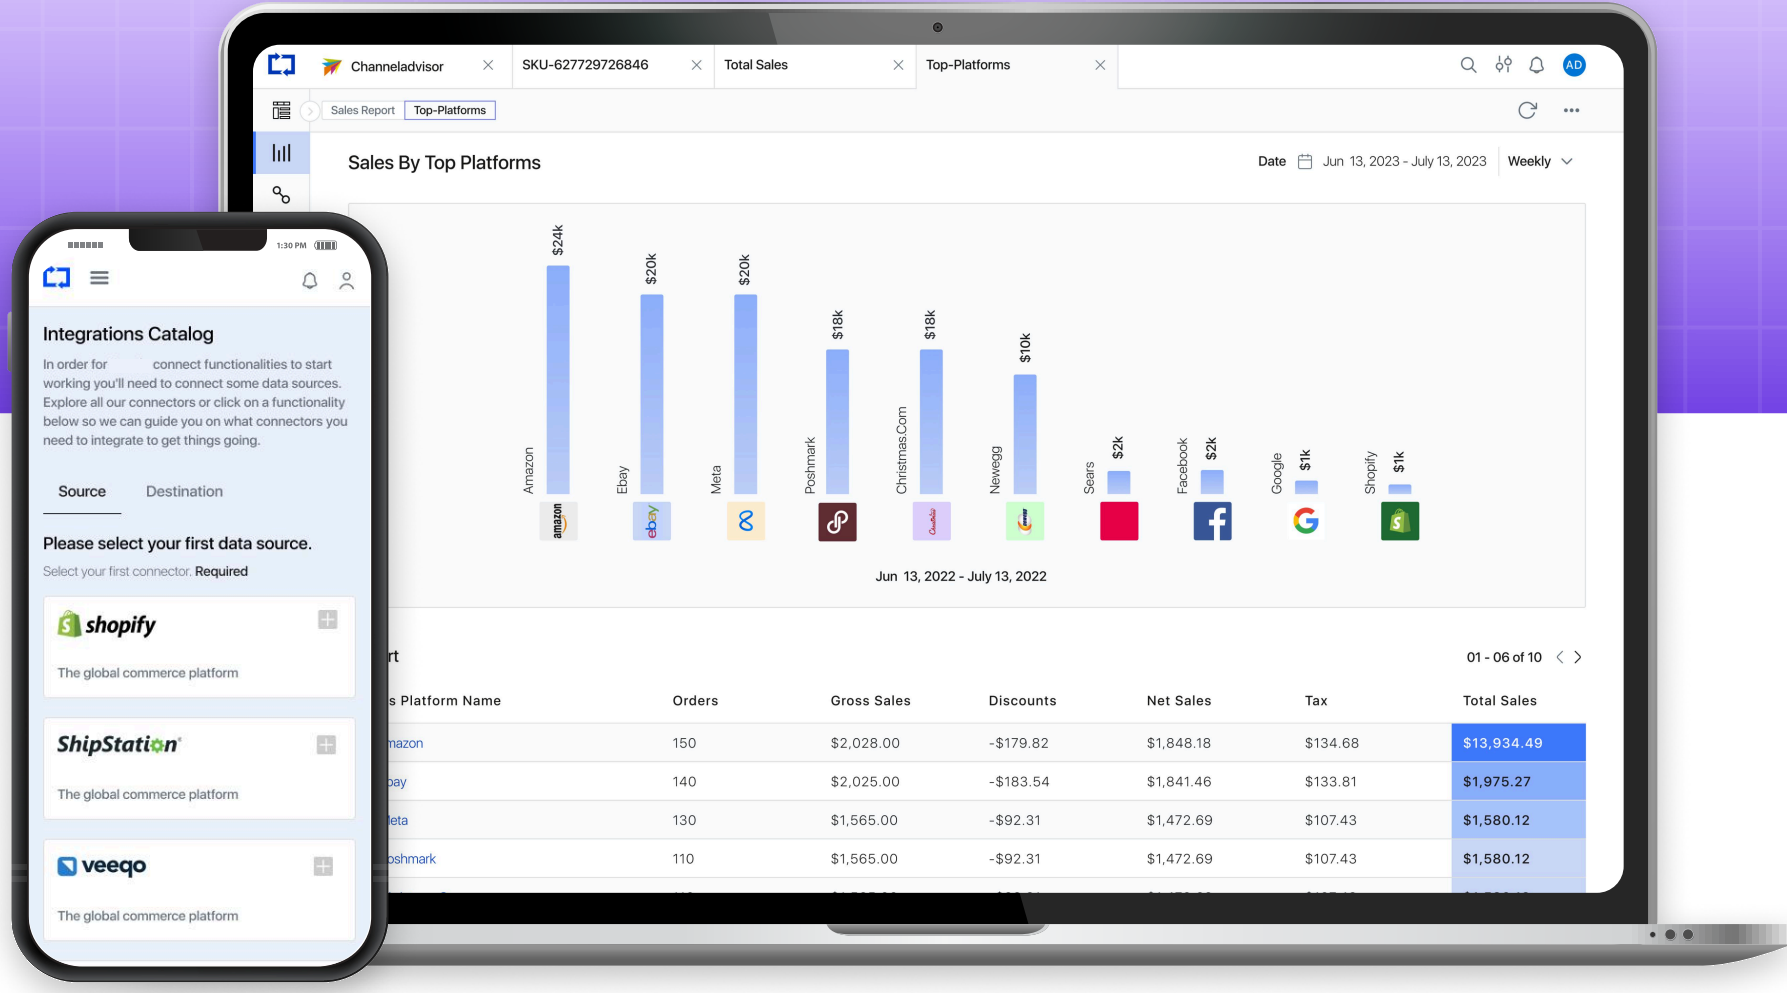 Channeladvisor
SKU-627729726846
Total Sales
Top-Platforms
AD
Sales Report
Top-Platforms
Sales By Top Platforms
Date
Jun 13, 2023 - July 13, 2023
Weekly
$24k
$20k
$20k
$18k
$18k
$10k
$2k
$2k
$1k
$1k
Amazon
Ebay
Meta
Poshmark
Christmas.Com
Newegg
Sears
Facebook
Google
Shopify
amazon
ebay
Jun 13, 2022 - July 13, 2022
rt
01 - 06 of 10
s Platform Name
Orders
Gross Sales
Discounts
Net Sales
Tax
Total Sales
mazon
150
$2,028.00
-$179.82
$1,848.18
$134.68
$13,934.49
bay
140
$2,025.00
-$183.54
$1,841.46
$133.81
$1,975.27
eta
130
$1,565.00
-$92.31
$1,472.69
$107.43
$1,580.12
oshmark
110
$1,565.00
-$92.31
$1,472.69
$107.43
$1,580.12
1:30 PM
Integrations Catalog
In order for connect functionalities to start
working you'll need to connect some data sources.
Explore all our connectors or click on a functionality
below so we can guide you on what connectors you
need to integrate to get things going.
Source
Destination
Please select your first data source.
Select your first connector. Required
shopify
The global commerce platform
ShipStation
The global commerce platform
veeqo
The global commerce platform